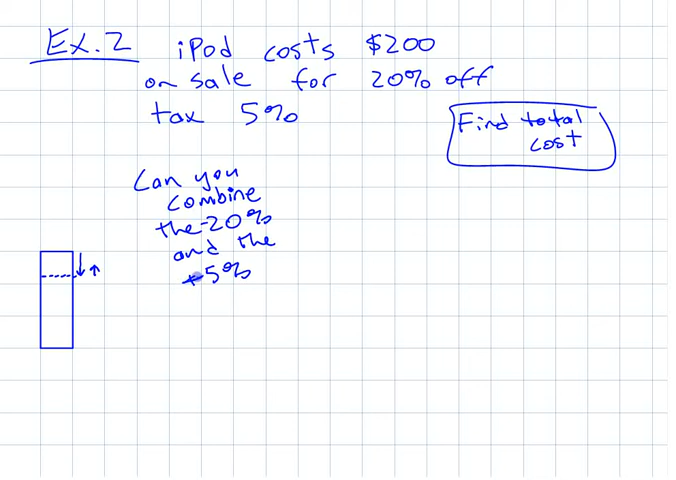 Ex. 2 iPod costs $200
on sale for 20% off
tax 5%
Find total
cost
Can you
combine
the -20%
and the
+5%